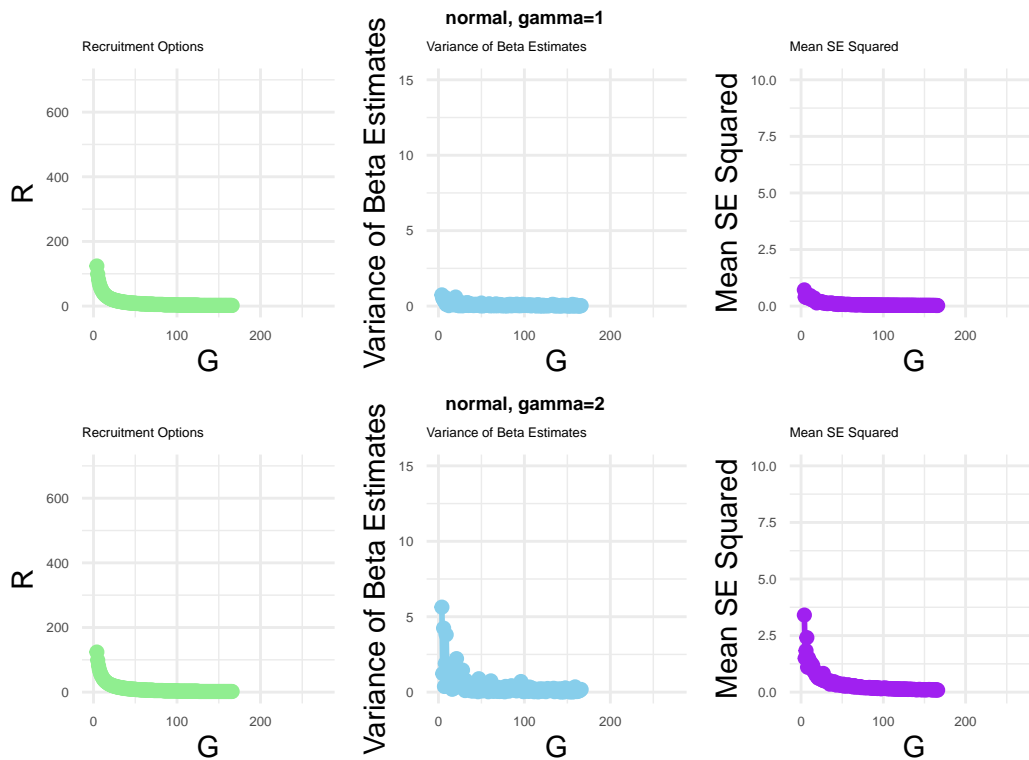 normal, gamma=1
Recruitment Options
R
600
400
200
0
0 100 200
G
Variance of Beta Estimates
Variance of Beta Estimates
15
10
5
0
0 100 200
G
Mean SE Squared
Mean SE Squared
10.0
7.5
5.0
2.5
0.0
0 100 200
G
normal, gamma=2
Recruitment Options
R
600
400
200
0
0 100 200
G
Variance of Beta Estimates
Variance of Beta Estimates
15
10
5
0
0 100 200
G
Mean SE Squared
Mean SE Squared
10.0
7.5
5.0
2.5
0.0
0 100 200
G